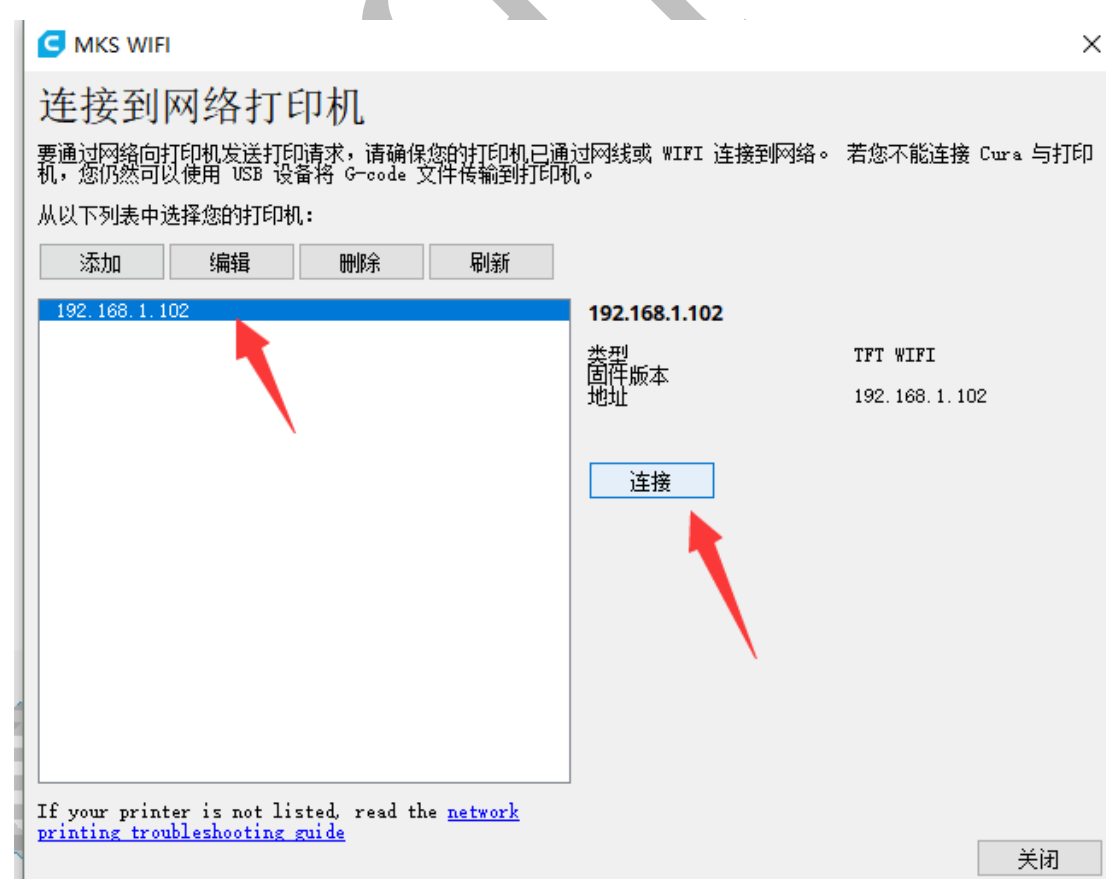 MKS WIFI
连接到网络打印机
要通过网络向打印机发送打印请求，请确保您的打印机已通过网线或 WIFI 连接到网络。 若您不能连接 Cura 与打印
机，您仍然可以使用 USB 设备将 G-code 文件传输到打印机。
从以下列表中选择您的打印机：
添加 编辑 删除 刷新
192.168.1.102
192.168.1.102
类型 TFT WIFI
固件版本
地址 192.168.1.102
连接
If your printer is not listed, read the network
printing troubleshooting guide
关闭